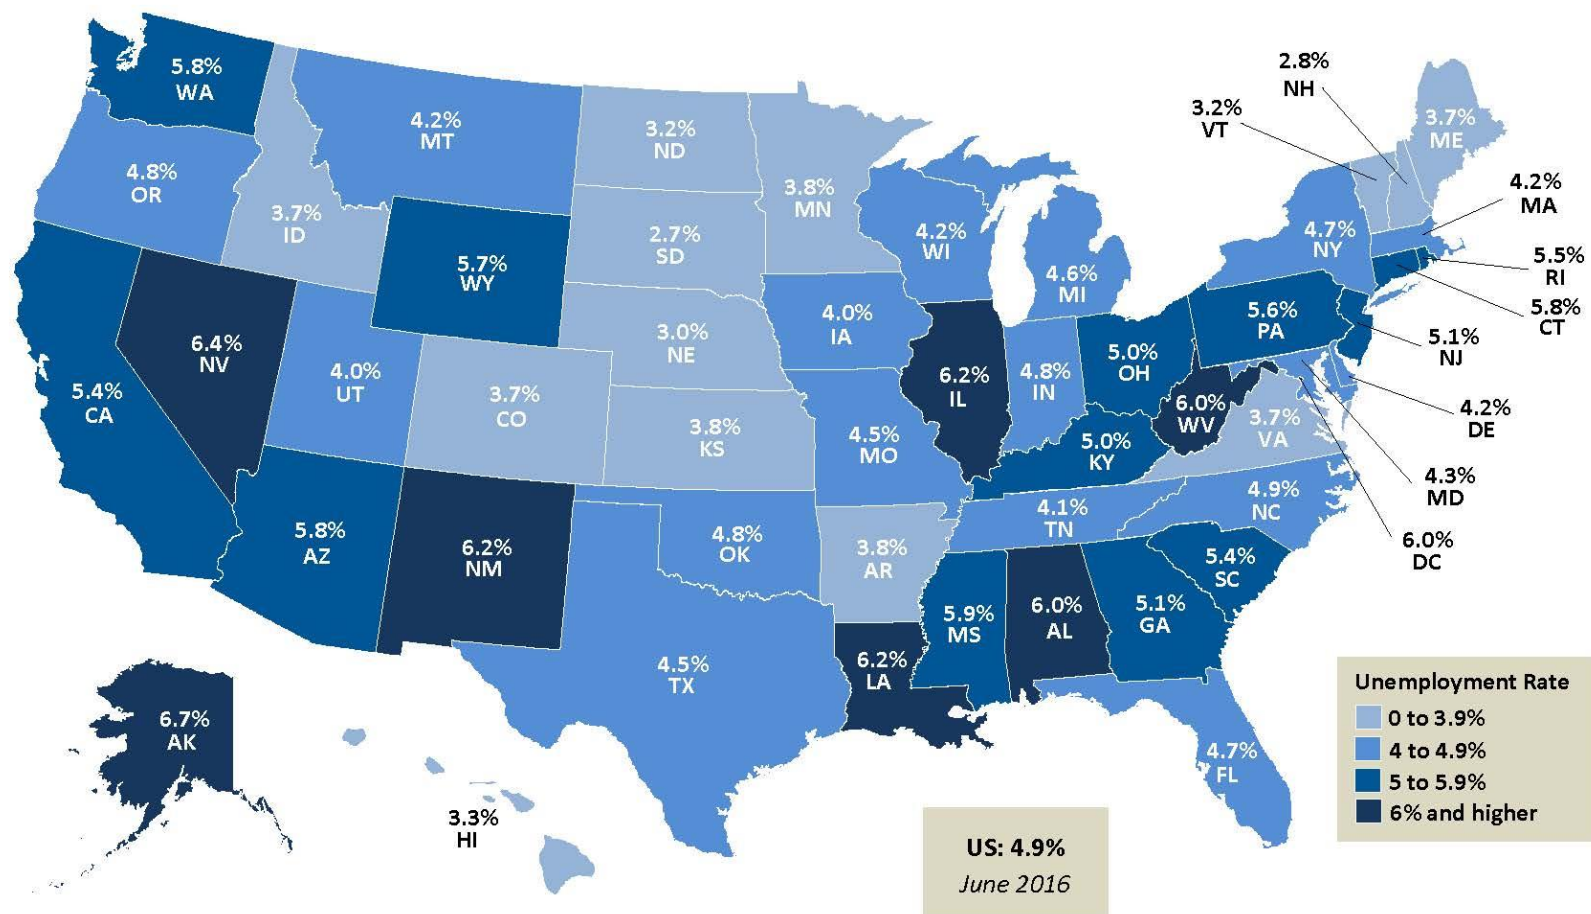 5.8%
WA
4.8%
OR
3.7%
ID
4.2%
MT
3.2%
ND
3.8%
MN
2.7%
SD
5.7%
WY
4.2%
WI
4.6%
MI
4.7%
NY
3.2%
VT
2.8%
NH
3.7%
ME
4.2%
MA
5.5%
RI
5.8%
CT
5.1%
NJ
4.2%
DE
4.3%
MD
6.0%
DC
5.4%
CA
6.4%
NV
4.0%
UT
3.7%
CO
3.0%
NE
4.0%
IA
3.8%
KS
4.5%
MO
6.2%
IL
4.8%
IN
5.0%
OH
5.6%
PA
6.0%
WV
3.7%
VA
5.0%
KY
4.1%
TN
4.9%
NC
5.8%
AZ
6.2%
NM
4.8%
OK
3.8%
AR
5.9%
MS
6.0%
AL
5.1%
GA
5.4%
SC
4.5%
TX
6.2%
LA
4.7%
FL
6.7%
AK
3.3%
HI
US: 4.9%
June 2016
Unemployment Rate
0 to 3.9%
4 to 4.9%
5 to 5.9%
6% and higher